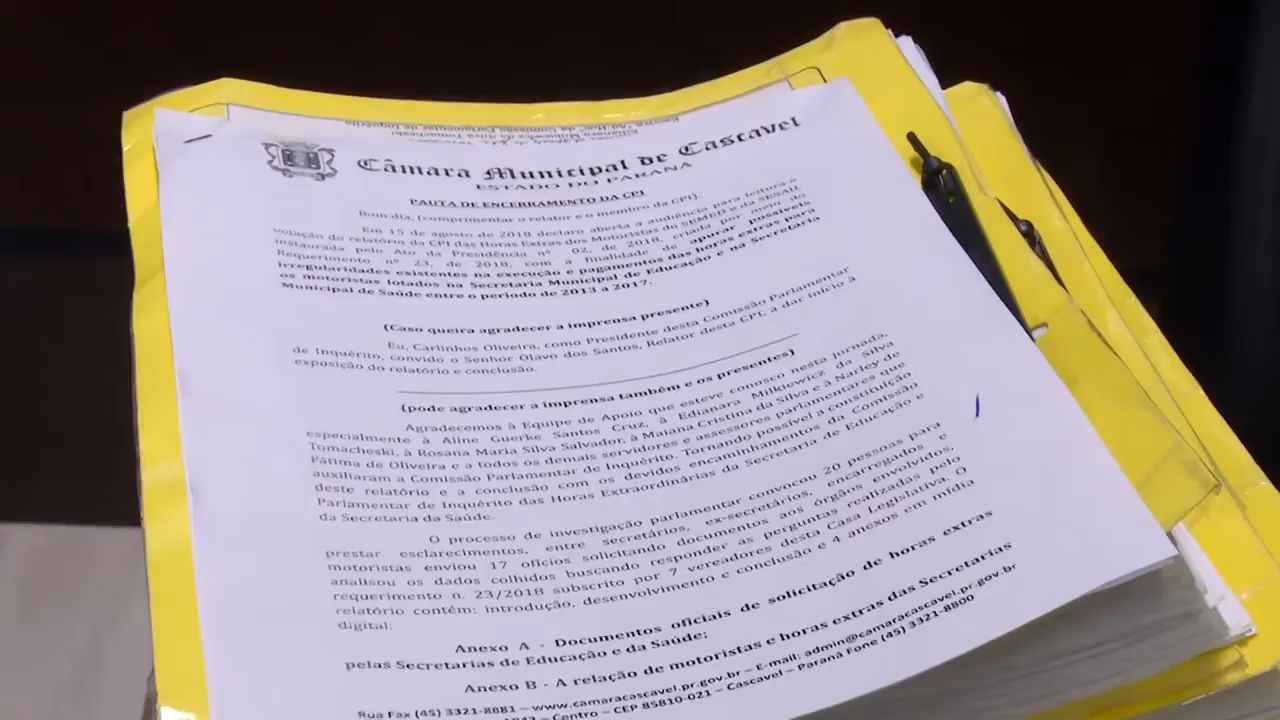 Câmara Municipal de Cascavel
ESTADO DO PARANÁ
PAUTA DE ENCERRAMENTO DA CPI
Bom dia, (cumprimentar o relator e o membro da CPI).
Em 15 de agosto de 2018 declaro aberta a audiência para leitura e
votação do relatório da CPI das Horas Extras dos Motoristas do SEMED e da SESAU,
instaurada pelo Ato da Presidência nº 02, de 2018, criada por meio do
Requerimento nº 23, de 2018, com a finalidade de apurar possíveis
irregularidades existentes na execução e pagamentos das horas extras para
os motoristas lotados na Secretaria Municipal de Educação e na Secretaria
Municipal de Saúde entre o período de 2013 a 2017.
(Caso queira agradecer a imprensa presente)
Eu, Carlinhos Oliveira, como Presidente desta Comissão Parlamentar
de Inquérito, convido o Senhor Olavo dos Santos, Relator desta CPI, a dar início à
exposição do relatório e conclusão.
(pode agradecer a imprensa também e os presentes)
Agradecemos à Equipe de Apoio que esteve conosco nesta jornada,
especialmente à Aline Guerke Santos Cruz, à Edianara Milkiewicz da Silva
Tomacheski, à Rosana Maria Silva Salvador, à Maiana Cristina da Silva e à Narley de
Fátima de Oliveira e a todos os demais servidores e assessores parlamentares que
auxiliaram a Comissão Parlamentar de Inquérito. Tornando possível a constituição
deste relatório e a conclusão com os devidos encaminhamentos da Comissão
Parlamentar de Inquérito das Horas Extraordinárias da Secretaria de Educação e
da Secretaria da Saúde.
O processo de investigação parlamentar convocou 20 pessoas para
prestar esclarecimentos, entre secretários, ex-secretários, encarregados e
motoristas enviou 17 ofícios solicitando documentos aos órgãos envolvidos,
analisou os dados colhidos buscando responder as perguntas realizadas pelo
requerimento n. 23/2018 subscrito por 7 vereadores desta Casa Legislativa. O
relatório contém: introdução, desenvolvimento e conclusão e 4 anexos em mídia
digital:
Anexo A - Documentos oficiais de solicitação de horas extras
pelas Secretarias de Educação e da Saúde;
Anexo B - A relação de motoristas e horas extras das Secretarias
Rua Fax (45) 3321-8881 – www.camaracascavel.pr.gov.br – E-mail: admin@camaracascavel.pr.gov.br
1843 – Centro – CEP 85810-021 – Cascavel – Paraná Fone (45) 3321-8800